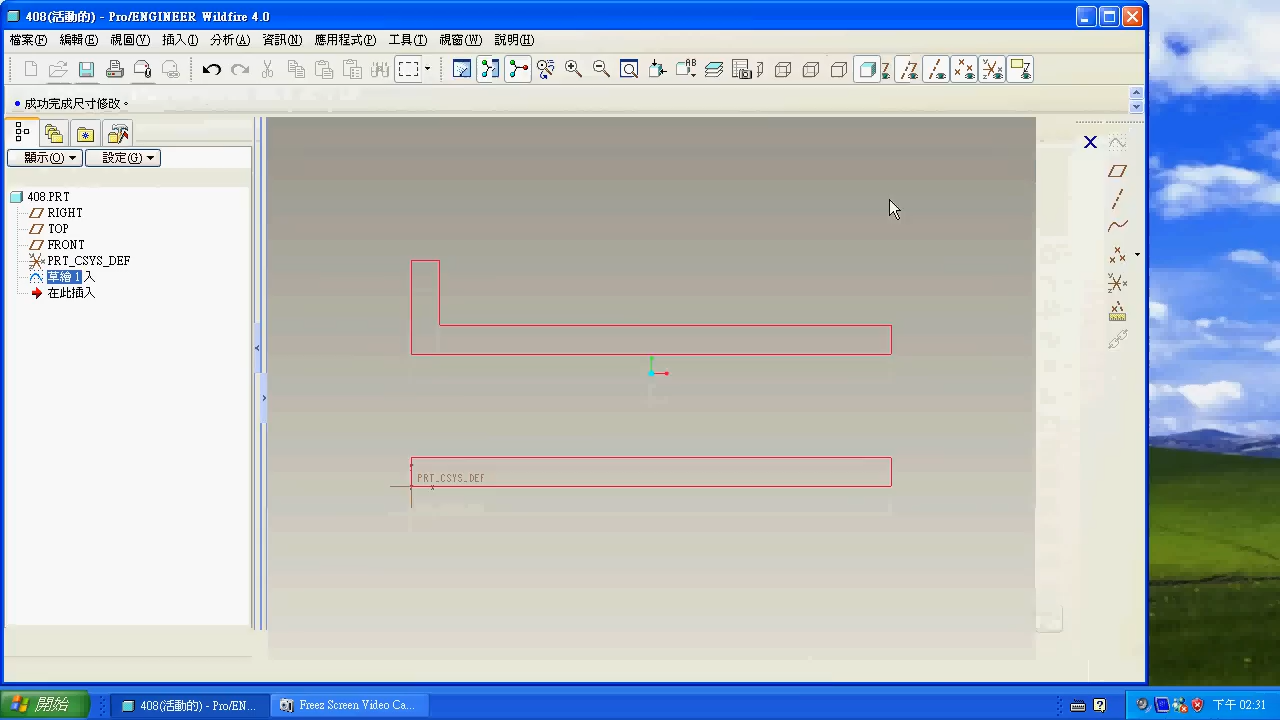 408(活動的) - Pro/ENGINEER Wildfire 4.0
檔案(F) 編輯(E) 視圖(V) 插入(I) 分析(A) 資訊(N) 應用程式(P) 工具(T) 視窗(W) 說明(H)
• 成功完成尺寸修改。
顯示(O) 設定(G)
408.PRT
RIGHT
TOP
FRONT
PRT_CSYS_DEF
草繪 1 入
在此插入
PRT_CSYS_DEF
開始 408(活動的) - Pro/EN... Freez Screen Video Ca... 下午 02:31